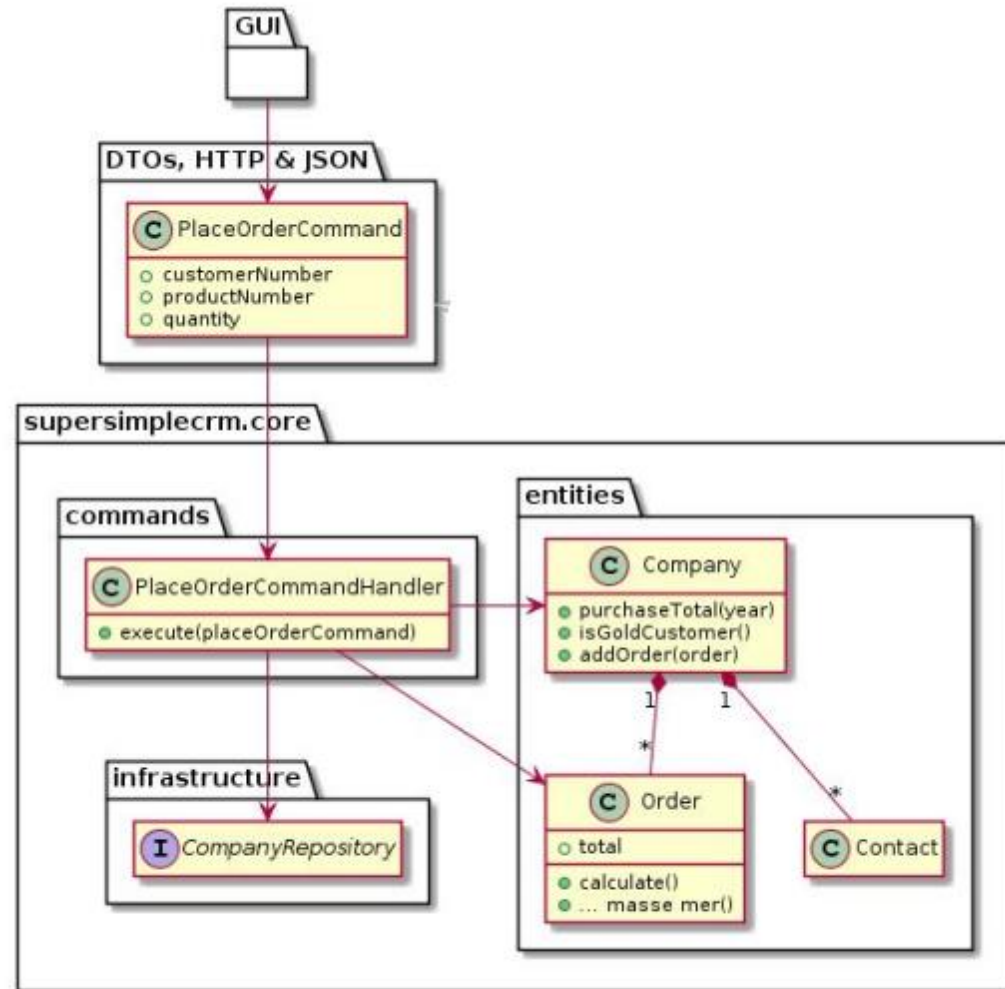 GUI
DTOs, HTTP & JSON
C PlaceOrderCommand
customerNumber
productNumber
quantity
supersimplecrm.core
commands
C PlaceOrderCommandHandler
execute(placeOrderCommand)
entities
C Company
purchaseTotal(year)
isGoldCustomer()
addOrder(order)
1
1
*
*
infrastructure
I CompanyRepository
C Order
total
calculate()
... masse mer()
C Contact